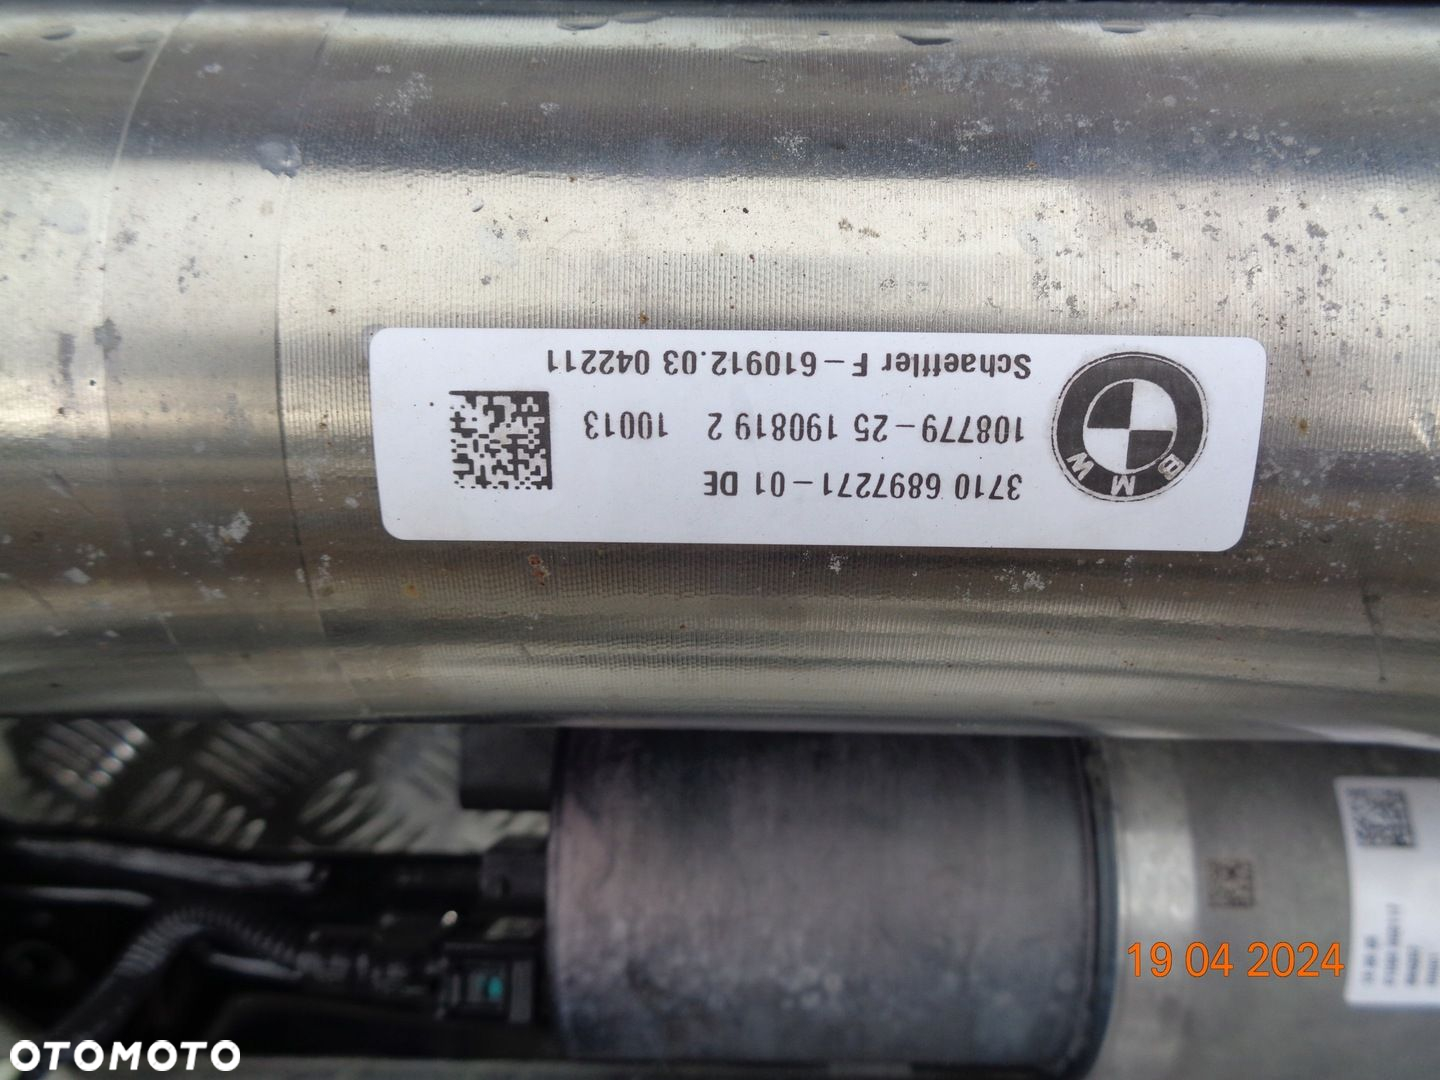 BMW
3710 6897271-01 DE
108779-25 190819 2 10013
Schaeffler F-610912.03 042211
19 04 2024
OTOMOTO